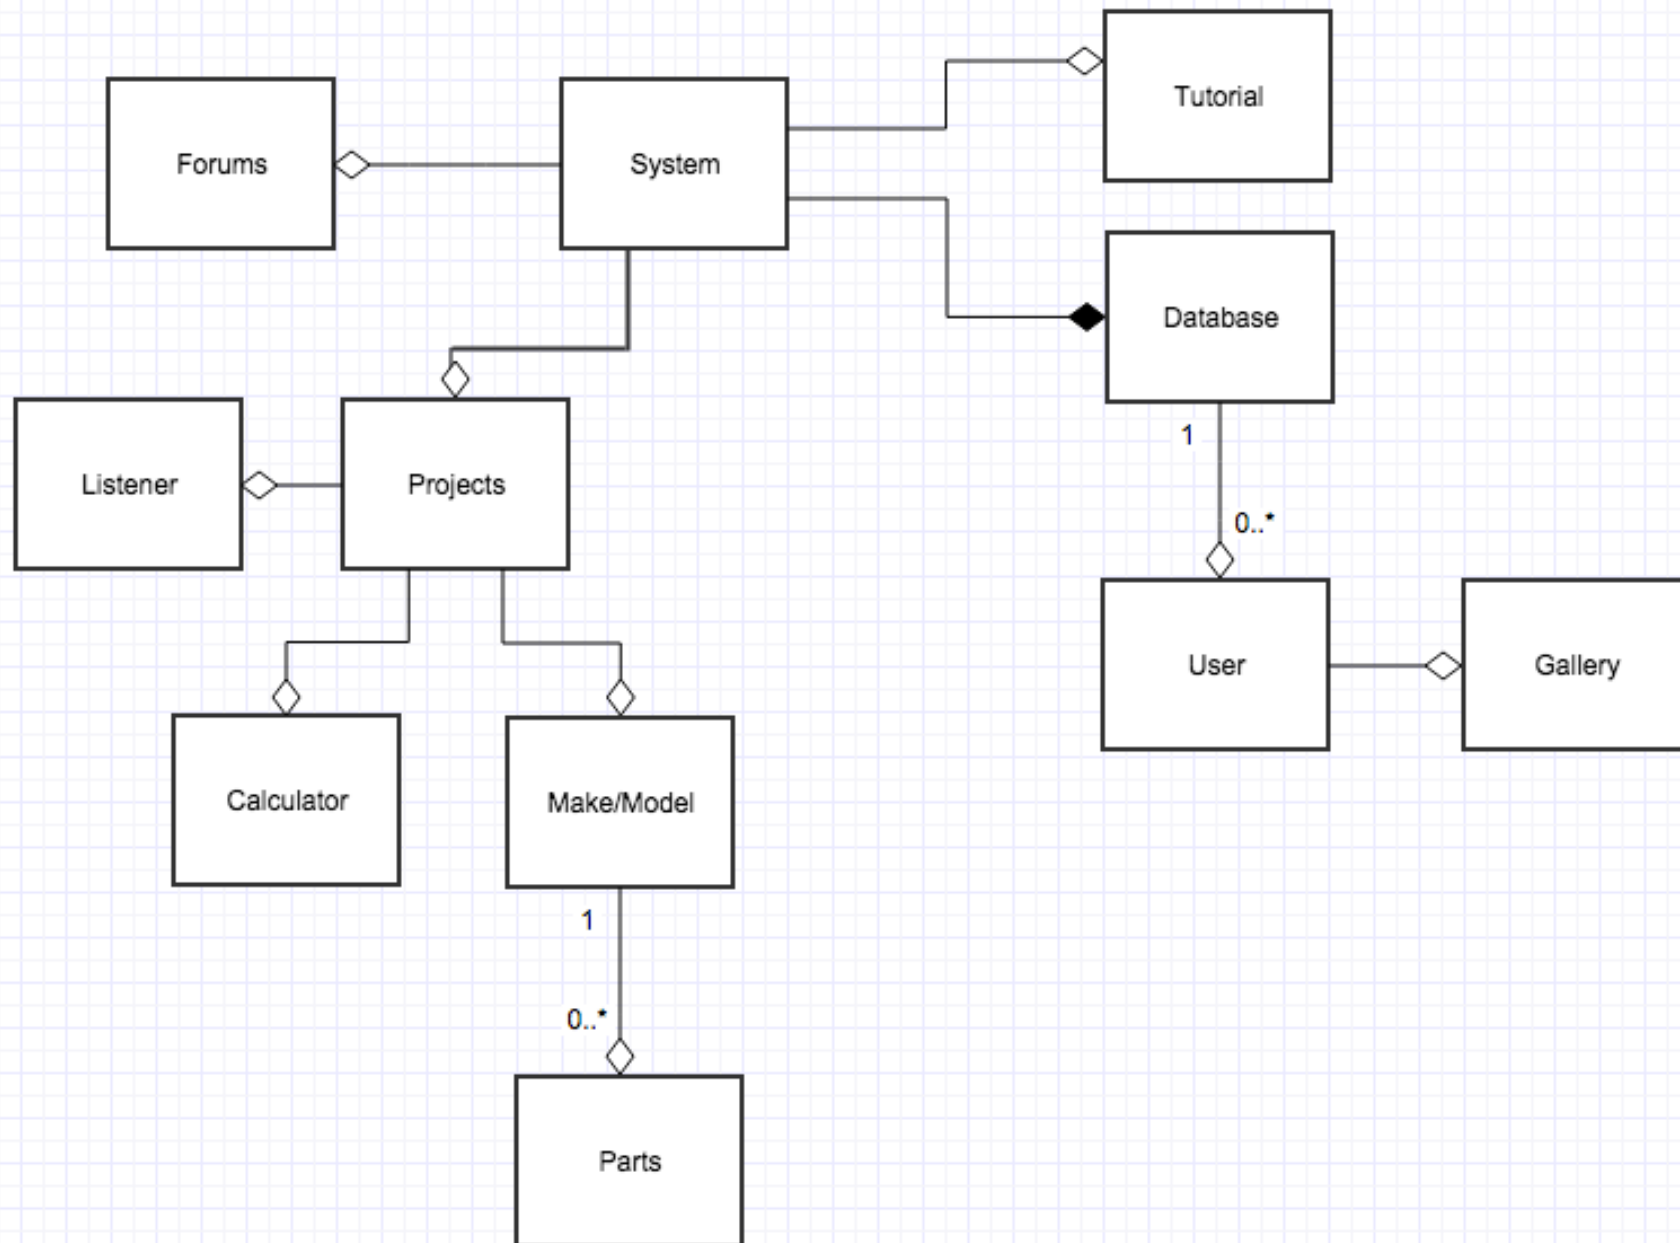 Tutorial
Forums
System
Database
1
0..*
Listener
Projects
User
Gallery
Calculator
Make/Model
1
0..*
Parts